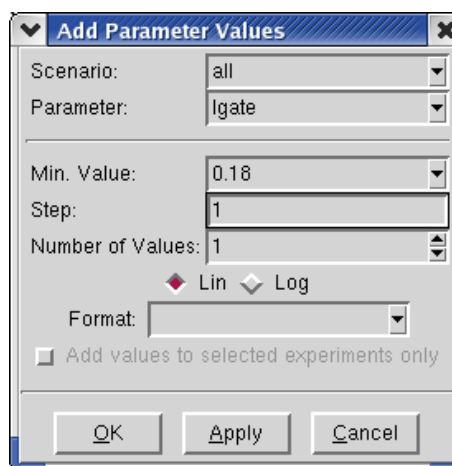 Add Parameter Values
Scenario: all
Parameter: lgate
Min. Value: 0.18
Step: 1
Number of Values: 1
Lin Log
Format:
Add values to selected experiments only
OK Apply Cancel